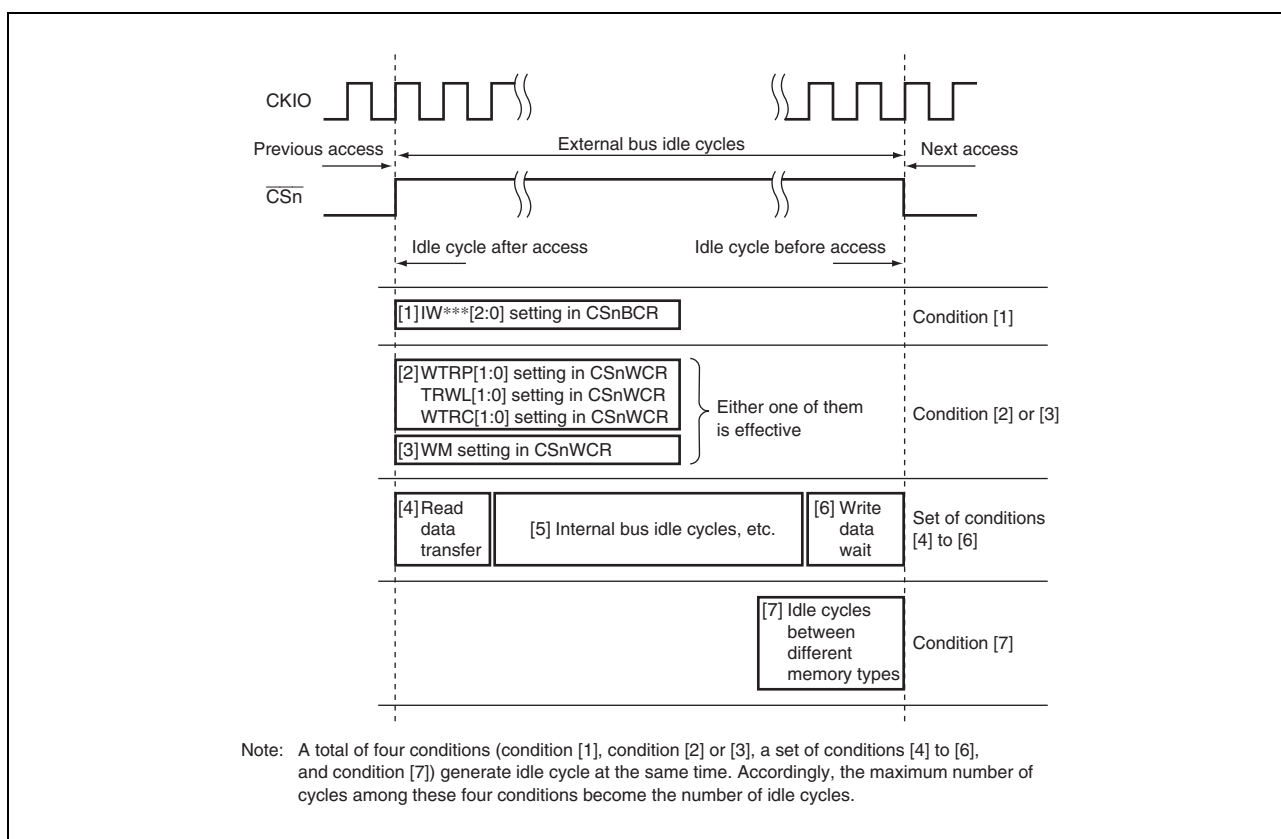 CKIO
Previous access
External bus idle cycles
Next access
CSn
Idle cycle after access
Idle cycle before access
[1] IW***[2:0] setting in CSnBCR
Condition [1]
[2] WTRP[1:0] setting in CSnWCR
TRWL[1:0] setting in CSnWCR
WTRC[1:0] setting in CSnWCR
Either one of them
is effective
Condition [2] or [3]
[3] WM setting in CSnWCR
[4] Read
data
transfer
[5] Internal bus idle cycles, etc.
[6] Write
data
wait
Set of conditions
[4] to [6]
[7] Idle cycles
between
different
memory types
Condition [7]
Note: A total of four conditions (condition [1], condition [2] or [3], a set of conditions [4] to [6],
and condition [7]) generate idle cycle at the same time. Accordingly, the maximum number of
cycles among these four conditions become the number of idle cycles.